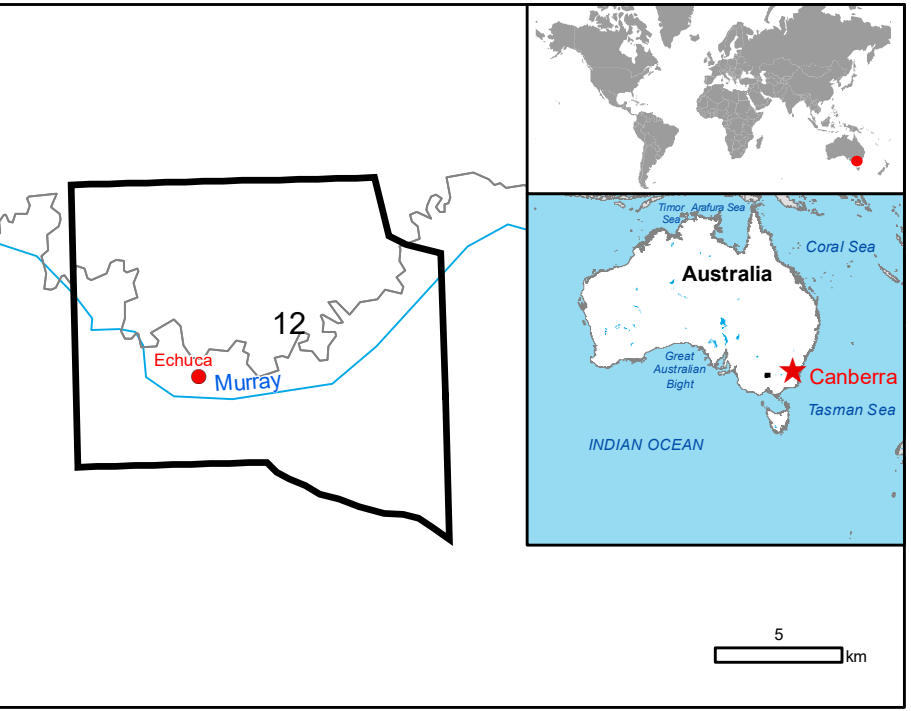 12
Echuca
Murray
Timor
Sea
Arafura Sea
Coral Sea
Australia
Great
Australian
Bight
Canberra
Tasman Sea
INDIAN OCEAN
5
km